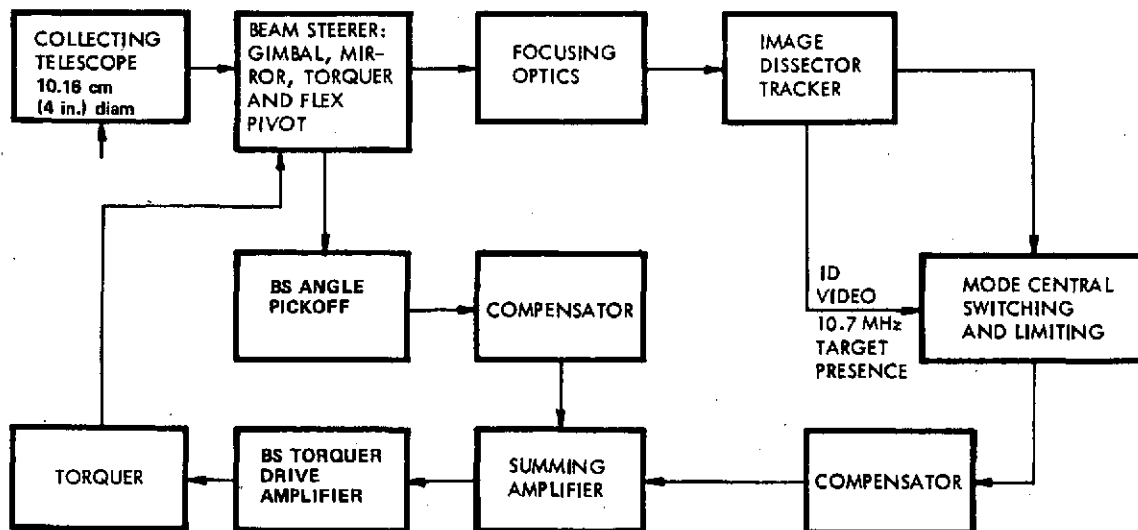 COLLECTING
TELESCOPE
10.16 cm
(4 in.) diam
BEAM STEERER:
GIMBAL, MIR-
ROR, TORQUER
AND FLEX
PIVOT
FOCUSING
OPTICS
IMAGE
DISSECTOR
TRACKER
BS ANGLE
PICKOFF
COMPENSATOR
ID
VIDEO
10.7 MHz
TARGET
PRESENCE
MODE CENTRAL
SWITCHING
AND LIMITING
TORQUER
BS TORQUER
DRIVE
AMPLIFIER
SUMMING
AMPLIFIER
COMPENSATOR